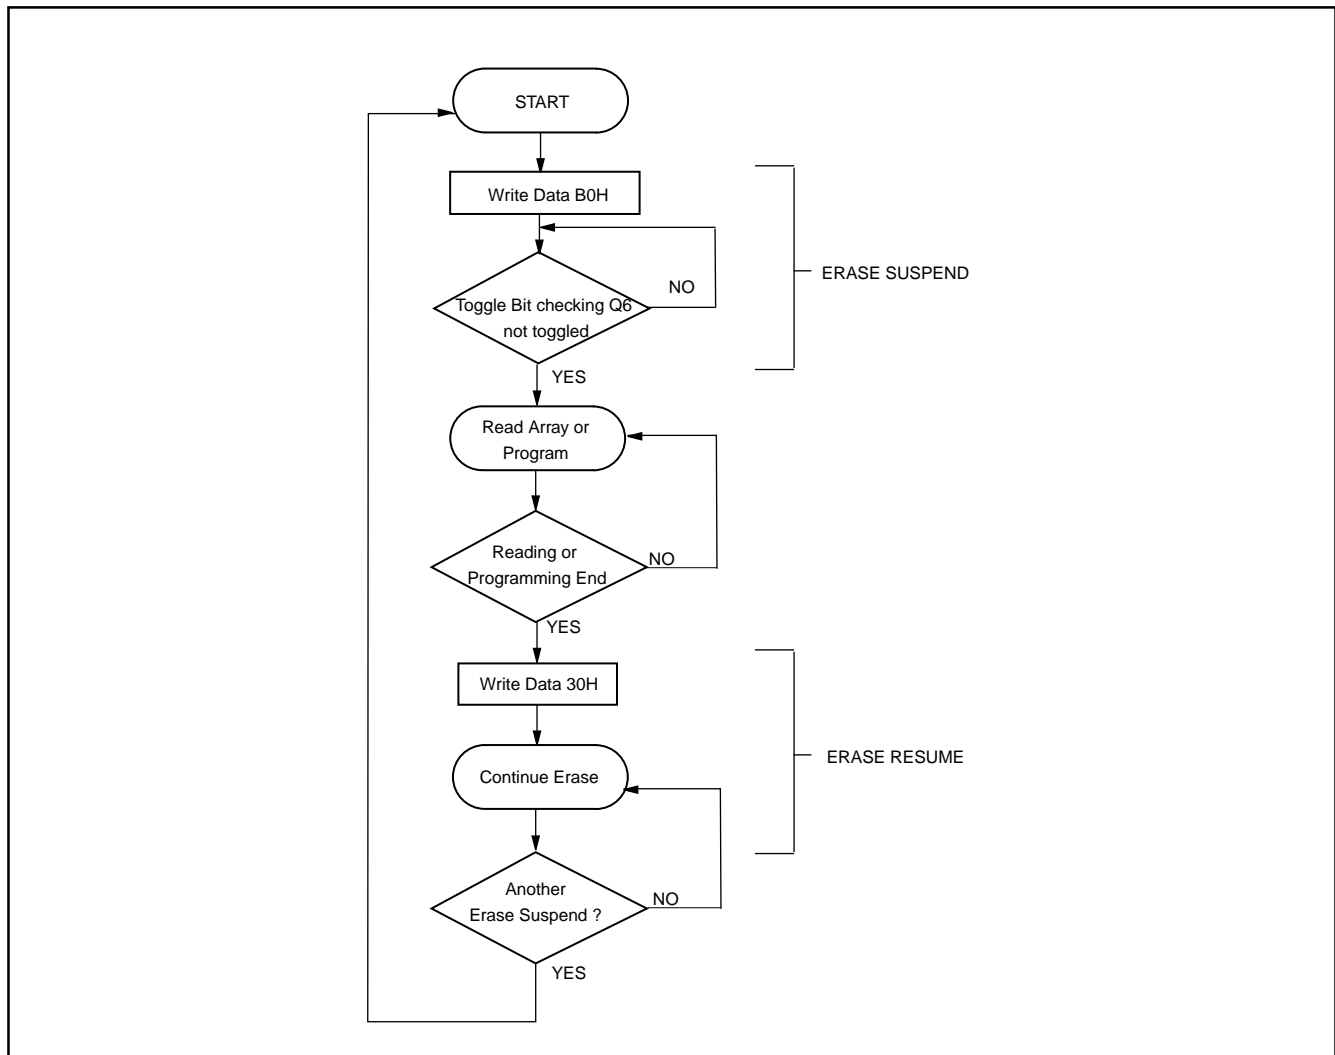 START
Write Data B0H
ERASE SUSPEND
NO
Toggle Bit checking Q6
not toggled
YES
Read Array or
Program
Reading or
Programming End
NO
YES
Write Data 30H
ERASE RESUME
Continue Erase
Another
Erase Suspend ?
NO
YES